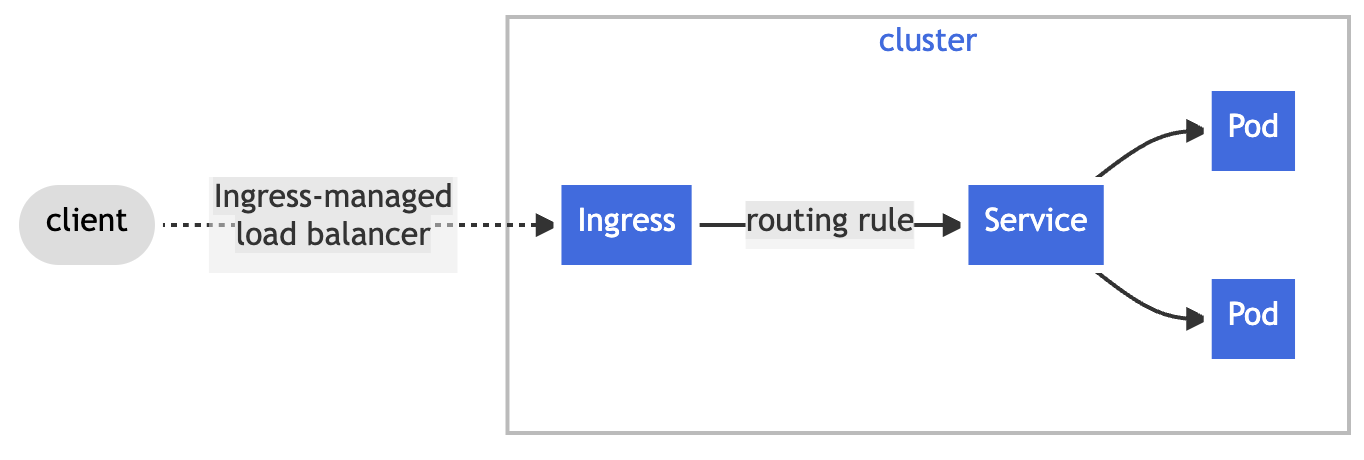 cluster
client
Ingress-managed
load balancer
Ingress
routing rule
Service
Pod
Pod